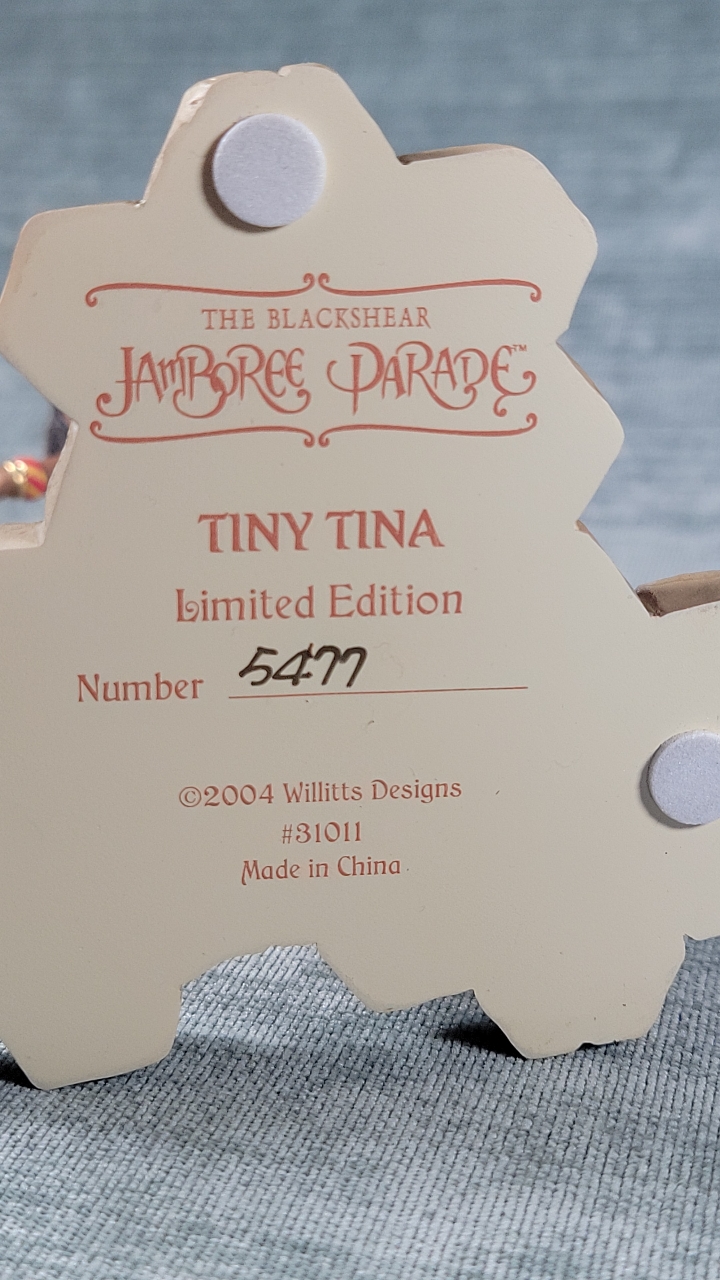 THE BLACKSHEAR
JAMBOREE PARADE™
TINY TINA
Limited Edition
Number 5477
©2004 Willitts Designs
#31011
Made in China